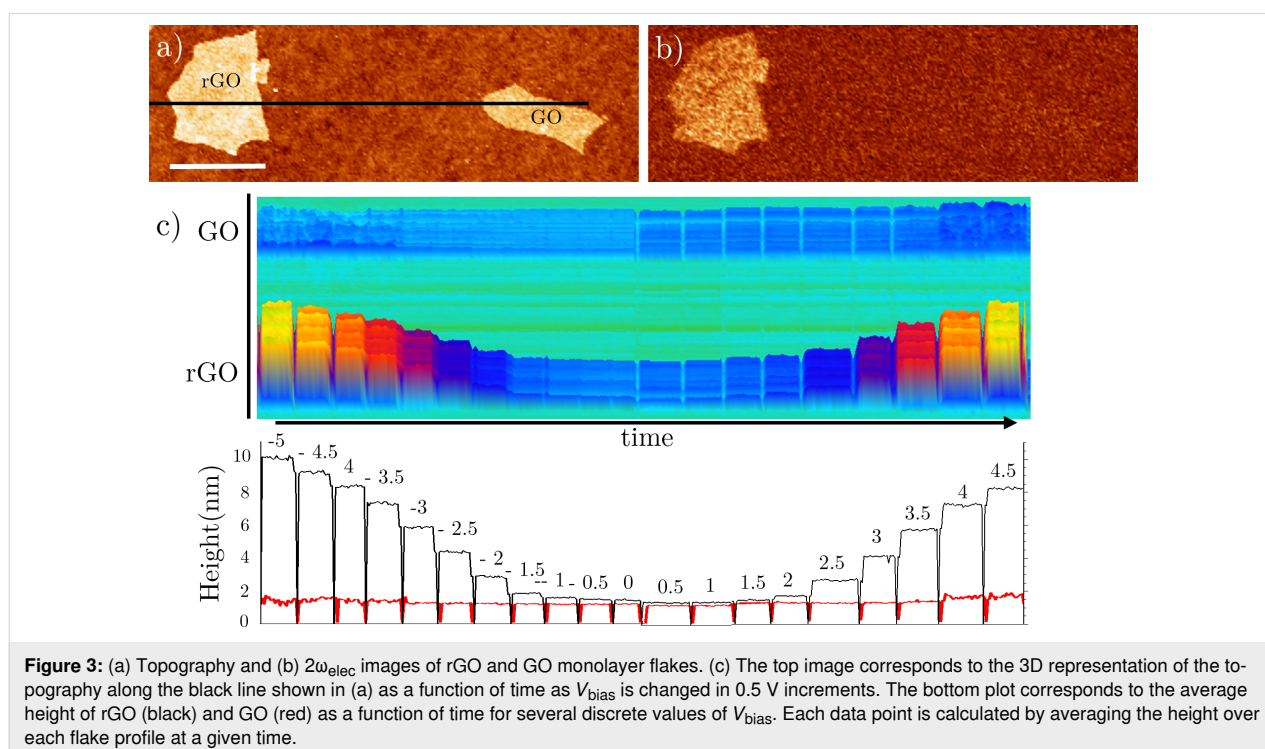 a)
rGO
GO
b)
c)
GO
rGO
time
Height(nm)
10
8
6
4
2
0
-5
- 4.5
4
- 3.5
-3
- 2.5
- 2
- 1.5
-- 1
- 0.5
0
0.5
1
1.5
2
2.5
3
3.5
4
4.5
Figure 3: (a) Topography and (b) 2ωelec images of rGO and GO monolayer flakes. (c) The top image corresponds to the 3D representation of the to-
pography along the black line shown in (a) as a function of time as Vbias is changed in 0.5 V increments. The bottom plot corresponds to the average
height of rGO (black) and GO (red) as a function of time for several discrete values of Vbias. Each data point is calculated by averaging the height over
each flake profile at a given time.